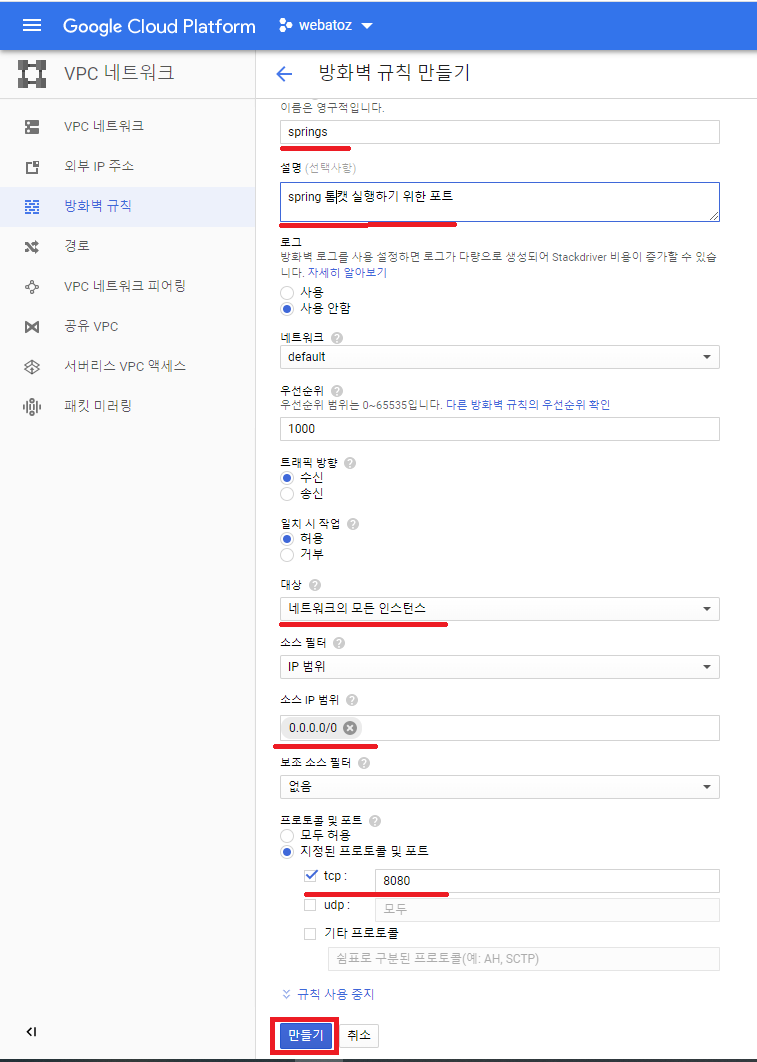 Google Cloud Platform
webatoz
VPC 네트워크
방화벽 규칙 만들기
VPC 네트워크
외부 IP 주소
방화벽 규칙
경로
VPC 네트워크 피어링
공유 VPC
서버리스 VPC 액세스
패킷 미러링
이름은 영구적입니다.
springs
설명 (선택사항)
spring 톰캣 실행하기 위한 포트
로그
방화벽 로그를 사용 설정하면 로그가 다량으로 생성되어 Stackdriver 비용이 증가할 수 있습
니다. 자세히 알아보기
사용
사용 안함
네트워크
default
우선순위
우선순위 범위는 0~65535입니다. 다른 방화벽 규칙의 우선순위 확인
1000
트래픽 방향
수신
송신
일치 시 작업
허용
거부
대상
네트워크의 모든 인스턴스
소스 필터
IP 범위
소스 IP 범위
0.0.0.0/0
보조 소스 필터
없음
프로토콜 및 포트
모두 허용
지정된 프로토콜 및 포트
tcp : 8080
udp : 모두
기타 프로토콜
쉼표로 구분된 프로토콜(예: AH, SCTP)
규칙 사용 중지
만들기 취소